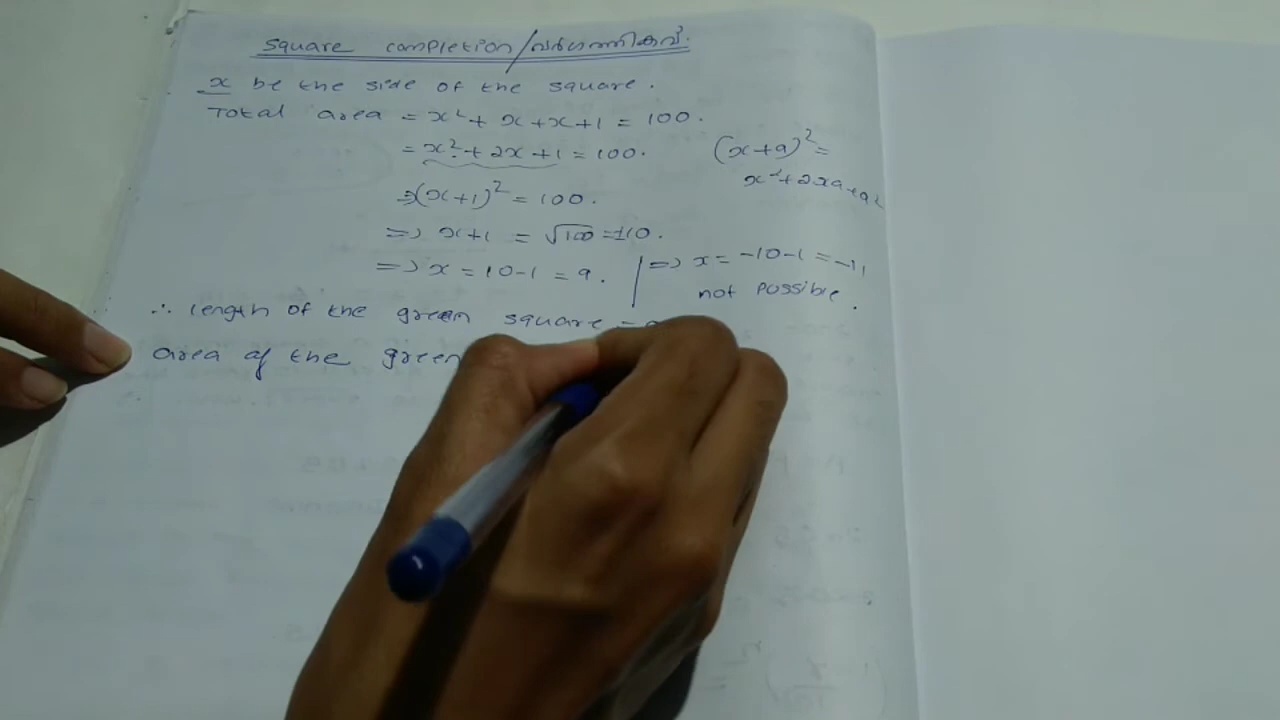 square completion/വർഗത്തികവ്.
x be the side of the square.
Total area = x² + x + x + 1 = 100.
= x² + 2x + 1 = 100.
(x+a)² =
x² + 2xa + a²
⇒ (x+1)² = 100.
⇒ x+1 = √100 = ±10.
⇒ x = 10-1 = 9.
⇒ x = -10-1 = -11
not possible.
∴ length of the green square =
area of the green